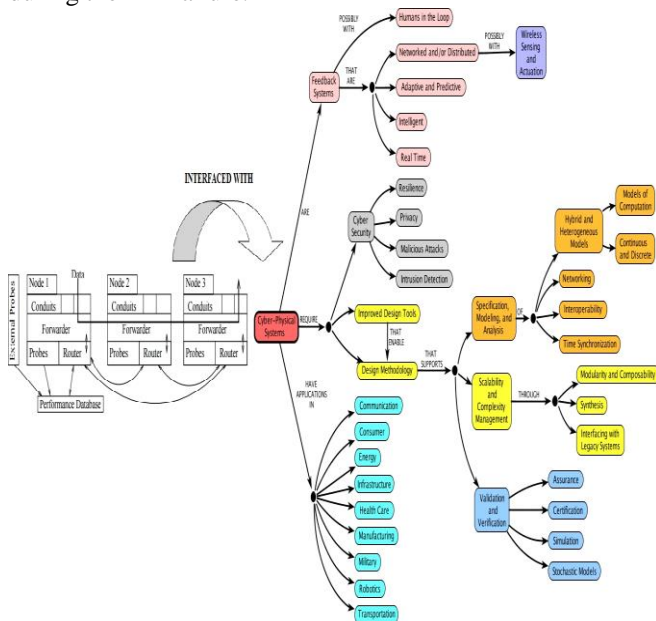 POSSIBLY
WITH
Humans in the Loop
Feedback
Systems
THAT
ARE
Networked and/or Distributed
POSSIBLY
WITH
Wireless
Sensing
and
Actuation
Adaptive and Predictive
Intelligent
Real Time
INTERFACED WITH
ARE
Cyber
Security
Resilience
Privacy
Malicious Attacks
Intrusion Detection
External Probes
Node 1
Data
Node 2
Node 3
Conduits
Conduits
Conduits
Forwarder
Forwarder
Forwarder
Probes
Router
Probes
Router
Probes
Router
Performance Database
Cyber-Physical
Systems
REQUIRE
Improved Design Tools
THAT
ENABLE
Design Methodology
THAT
SUPPORTS
Specification,
Modeling, and
Analysis
OF
Hybrid and
Heterogeneous
Models
Models of
Computation
Continuous
and Discrete
Networking
Interoperability
Time Synchronization
Scalability
and
Complexity
Management
THROUGH
Modularity and Composability
Synthesis
Interfacing with
Legacy Systems
Validation
and
Verification
Assurance
Certification
Simulation
Stochastic Models
HAVE
APPLICATIONS
IN
Communication
Consumer
Energy
Infrastructure
Health Care
Manufacturing
Military
Robotics
Transportation